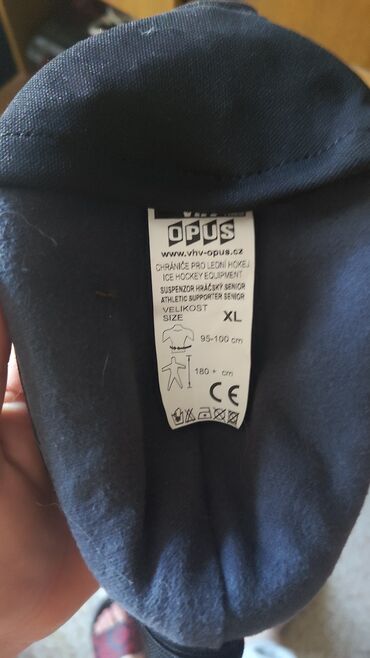 OPUS
www.vhv-opus.cz
CHRÁNIČE PRO LEDNÍ HOKEJ
ICE HOCKEY EQUIPMENT
SUSPENZOR HRÁČSKÝ SENIOR
ATHLETIC SUPPORTER SENIOR
VELIKOST
SIZE XL
95-100 cm
180 + cm
CE